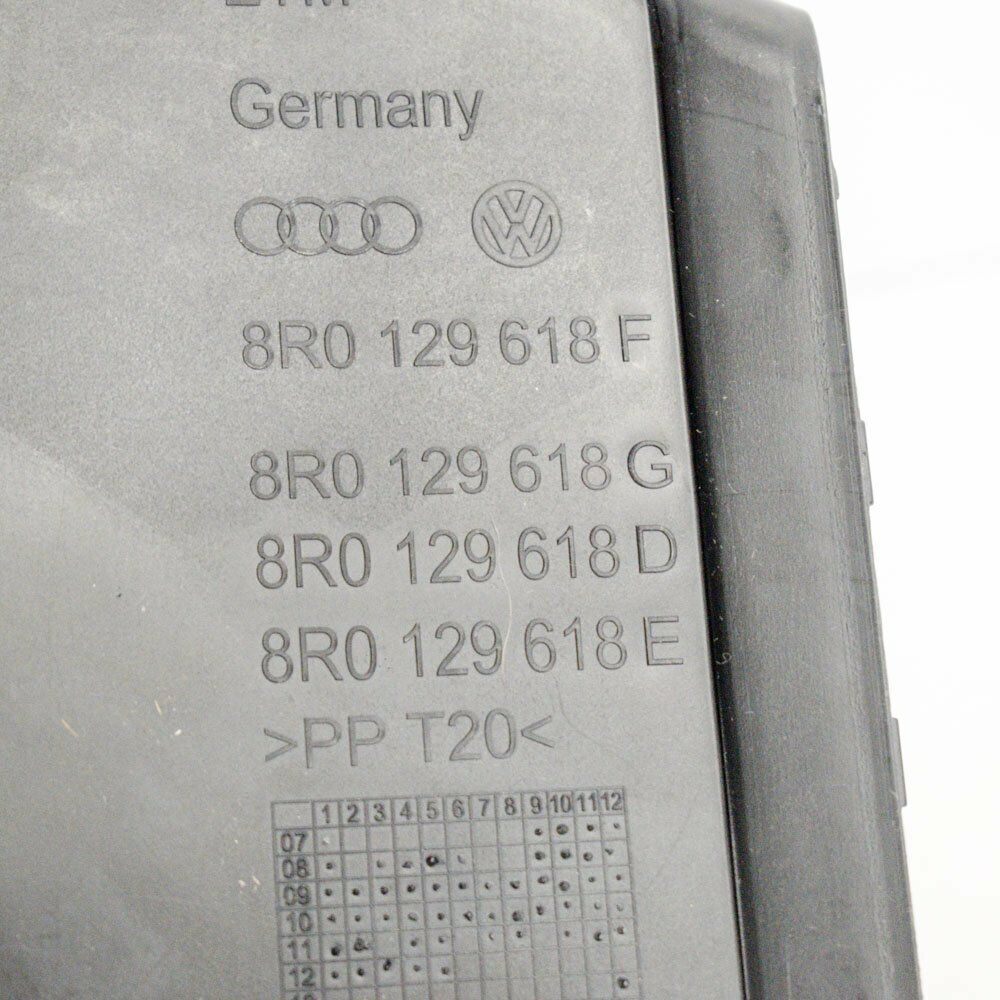 Germany
8R0 129 618 F
8R0 129 618 G
8R0 129 618 D
8R0 129 618 E
>PP T20<
1 2 3 4 5 6 7 8 9 10 11 12
07
08
09
10
11
12